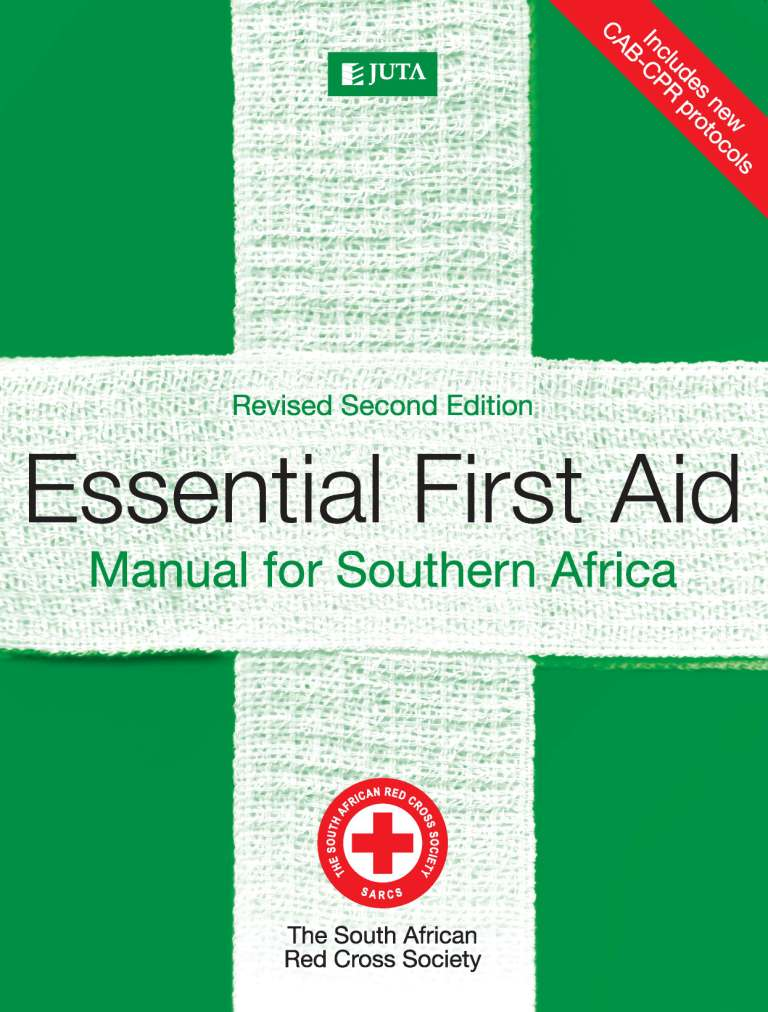 JUTA
Includes new
CAB-CPR protocols
Revised Second Edition
Essential First Aid
Manual for Southern Africa
THE SOUTH AFRICAN RED CROSS SOCIETY
SARCS
The South African
Red Cross Society